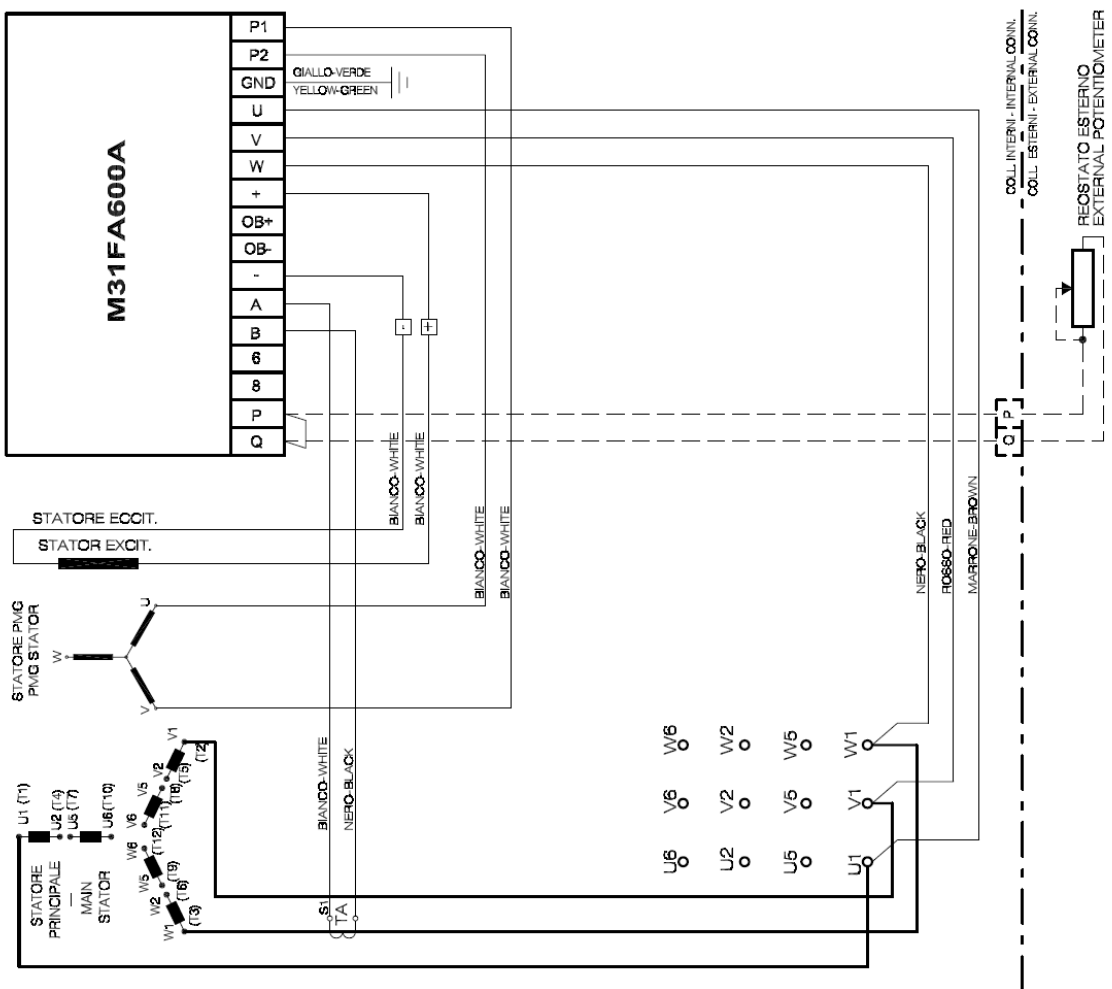 M31FA600A
P1
P2
GND
U
V
W
+
OB+
OB-
-
A
B
6
8
P
Q
GIALLO-VERDE
YELLOW-GREEN
- +
BIANCO-WHITE
BIANCO-WHITE
BIANCO-WHITE
BIANCO-WHITE
NERO-BLACK
ROSSO-RED
MARRONE-BROWN
COLL INTERNI - INTERNAL CONN.
COLL ESTERNI - EXTERNAL CONN.
REOSTATO ESTERNO
EXTERNAL POTENTIOMETER
P
Q
STATORE ECCIT.
STATOR EXCIT.
STATORE PMG
PMG STATOR
U
W
V
BIANCO-WHITE
NERO-BLACK
S1
TA
STATORE
PRINCIPALE
MAIN
STATOR
U1 (T1)
U2 (T4)
U5 (T7)
U6 (T10)
V1
(T2)
V2
(T5)
V5
(T8)
V6
(T11)
W6
(T12)
W5
(T9)
W2
(T6)
W1
(T3)
W6 W2 W5 W1
V6 V2 V5 V1
U6 U2 U5 U1